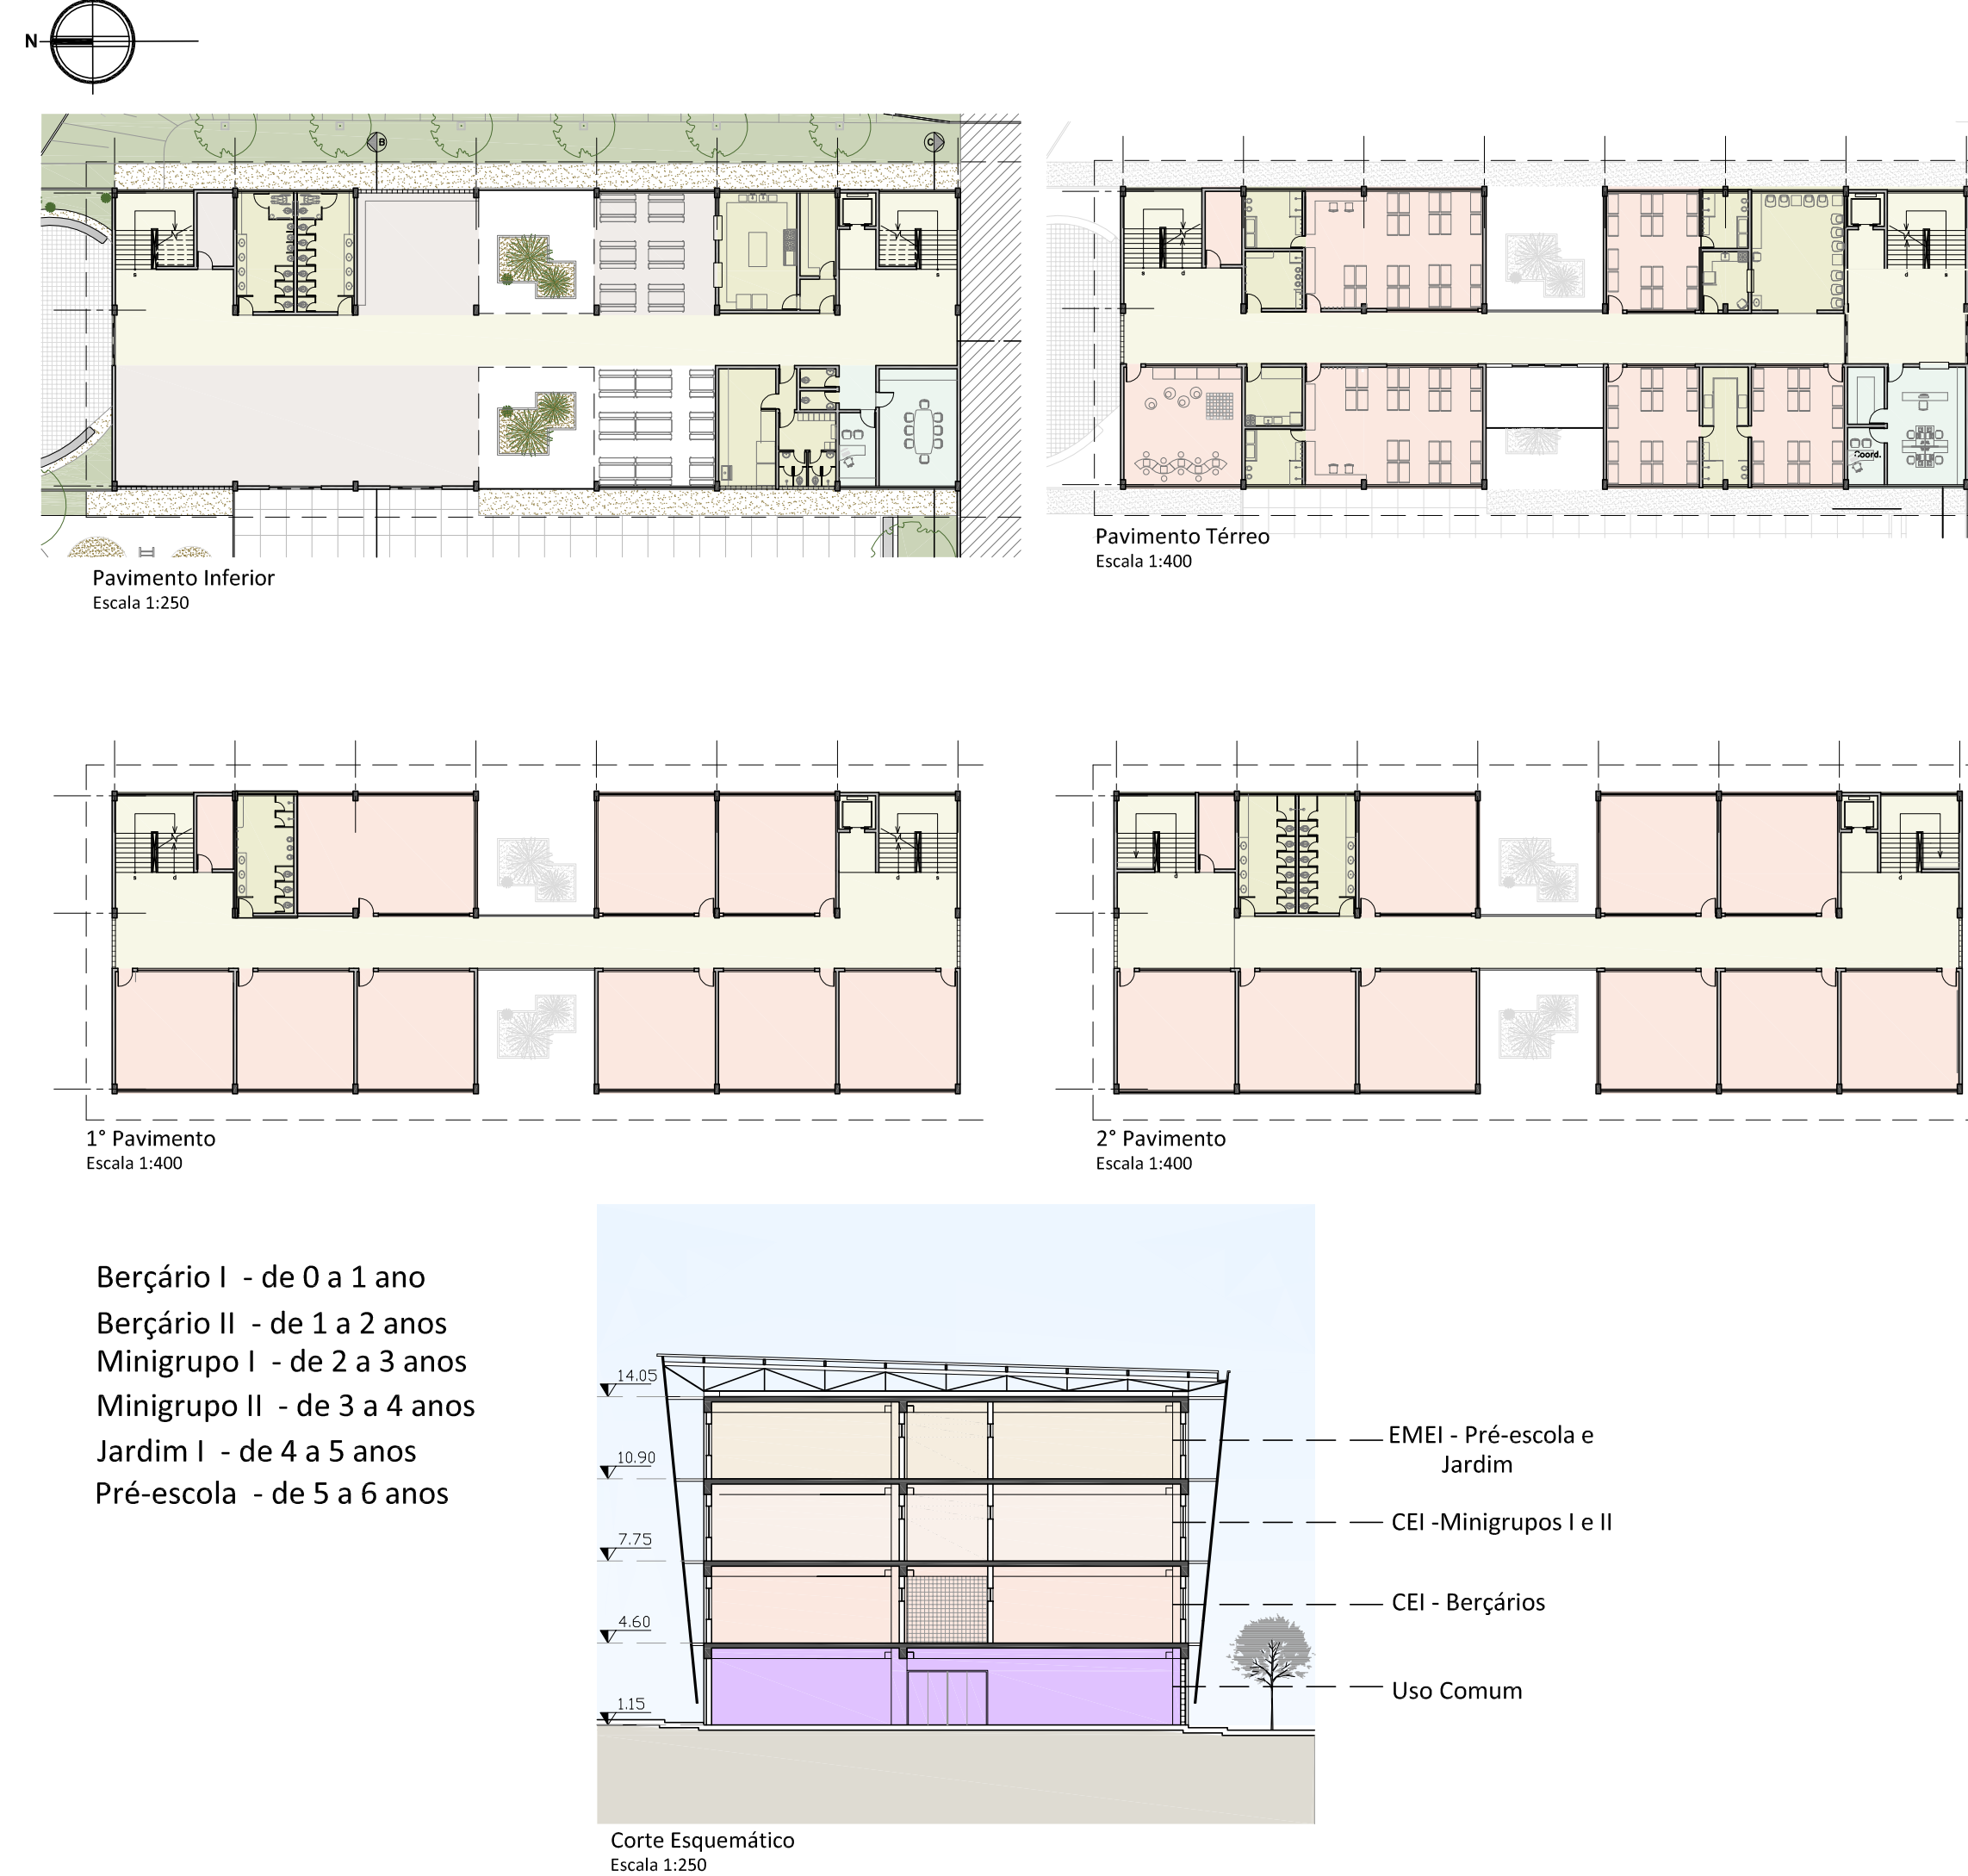 N
B
C
s
s
Pavimento Inferior
Escala 1:250
s
d
d
s
Coord.
Pavimento Térreo
Escala 1:400
s
d
d
s
1° Pavimento
Escala 1:400
d
d
2° Pavimento
Escala 1:400
Berçário I - de 0 a 1 ano
Berçário II - de 1 a 2 anos
Minigrupo I - de 2 a 3 anos
Minigrupo II - de 3 a 4 anos
Jardim I - de 4 a 5 anos
Pré-escola - de 5 a 6 anos
14.05
10.90
7.75
4.60
1.15
EMEI - Pré-escola e
Jardim
CEI -Minigrupos I e II
CEI - Berçários
Uso Comum
Corte Esquemático
Escala 1:250